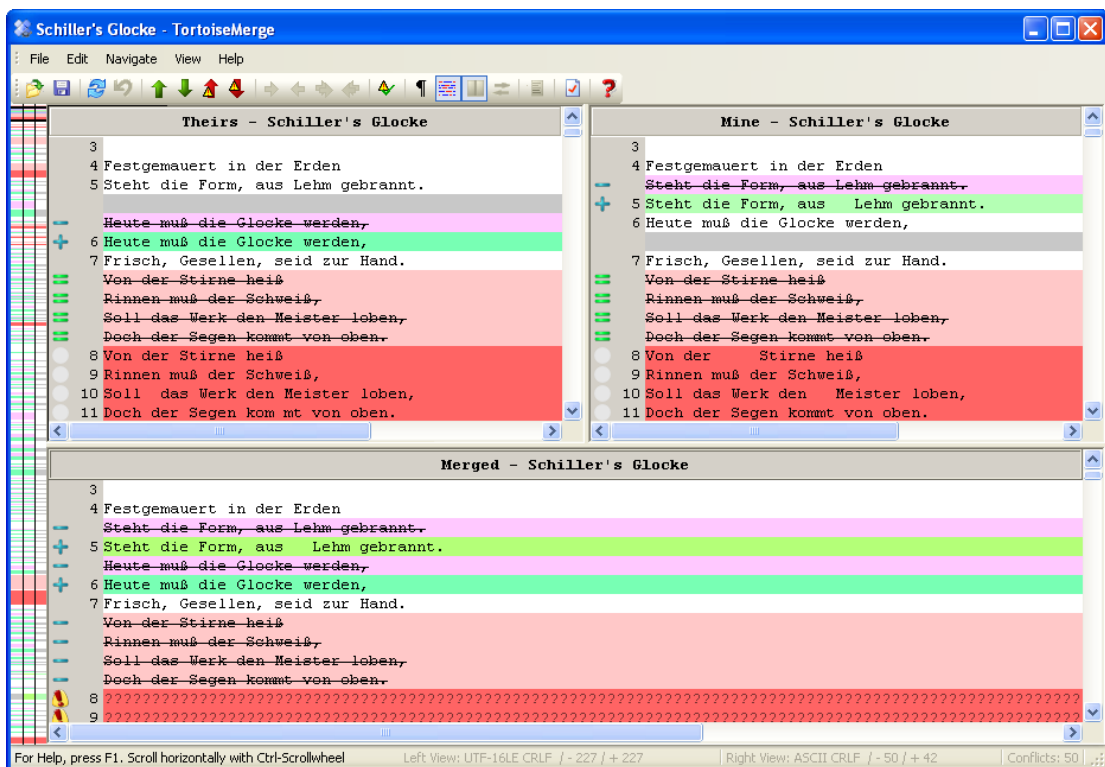 Schiller's Glocke - TortoiseMerge
File Edit Navigate View Help
Theirs - Schiller's Glocke
3
4 Festgemauert in der Erden
5 Steht die Form, aus Lehm gebrannt.
Heute muß die Glocke werden,
6 Heute muß die Glocke werden,
7 Frisch, Gesellen, seid zur Hand.
Von der Stirne heiß
Rinnen muß der Schweiß,
Soll das Werk den Meister loben,
Doch der Segen kommt von oben.
8 Von der Stirne heiß
9 Rinnen muß der Schweiß,
10 Soll  das Werk den Meister loben,
11 Doch der Segen kom mt von oben.
Mine - Schiller's Glocke
3
4 Festgemauert in der Erden
Steht die Form, aus Lehm gebrannt.
5 Steht die Form, aus   Lehm gebrannt.
6 Heute muß die Glocke werden,
7 Frisch, Gesellen, seid zur Hand.
Von der Stirne heiß
Rinnen muß der Schweiß,
Soll das Werk den Meister loben,
Doch der Segen kommt von oben.
8 Von der     Stirne heiß
9 Rinnen muß der Schweiß,
10 Soll das Werk den   Meister loben,
11 Doch der Segen kommt von oben.
Merged - Schiller's Glocke
3
4 Festgemauert in der Erden
Steht die Form, aus Lehm gebrannt.
5 Steht die Form, aus   Lehm gebrannt.
Heute muß die Glocke werden,
6 Heute muß die Glocke werden,
7 Frisch, Gesellen, seid zur Hand.
Von der Stirne heiß
Rinnen muß der Schweiß,
Soll das Werk den Meister loben,
Doch der Segen kommt von oben.
8 ????????????????????????????????????????????????????????????????????????????????????????????????????
9 ????????????????????????????????????????????????????????????????????????????????????????????????????
For Help, press F1. Scroll horizontally with Ctrl-Scrollwheel Left View: UTF-16LE CRLF / - 227 / + 227 Right View: ASCII CRLF / - 50 / + 42 Conflicts: 50